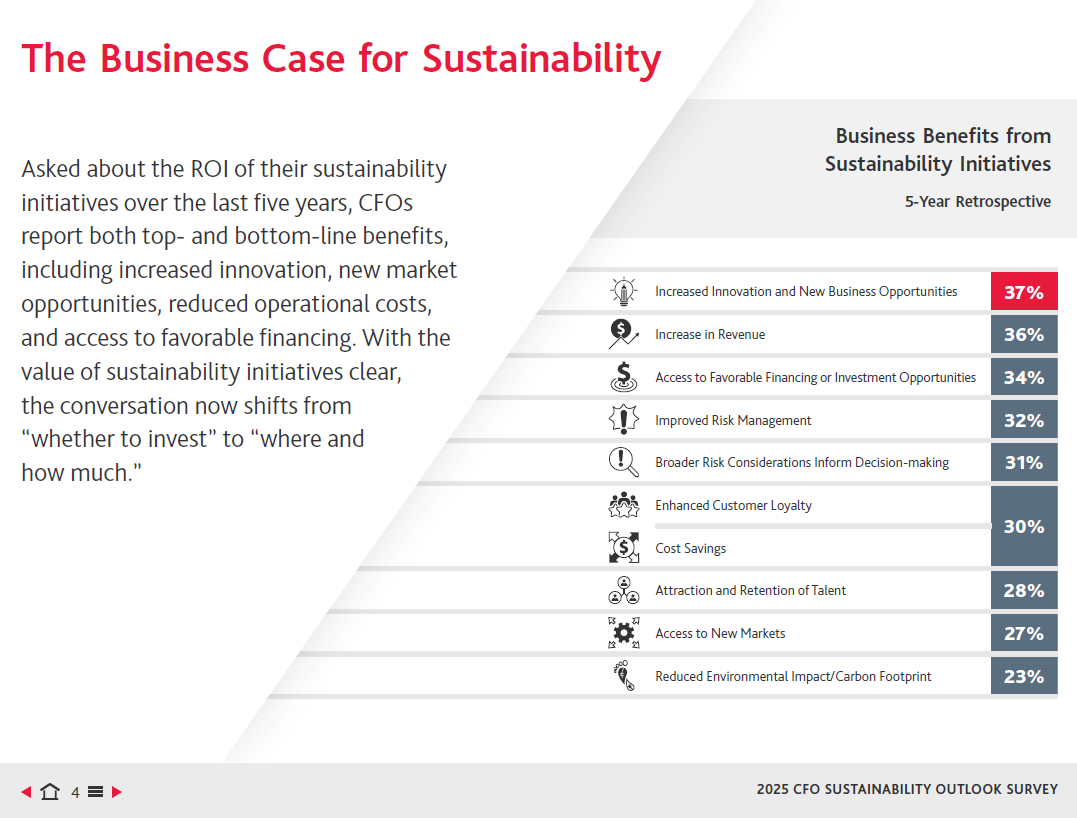 The Business Case for Sustainability
Asked about the ROI of their sustainability
initiatives over the last five years, CFOs
report both top- and bottom-line benefits,
including increased innovation, new market
opportunities, reduced operational costs,
and access to favorable financing. With the
value of sustainability initiatives clear,
the conversation now shifts from
“whether to invest” to “where and
how much.”
Business Benefits from
Sustainability Initiatives
5-Year Retrospective
Increased Innovation and New Business Opportunities 37%
Increase in Revenue 36%
Access to Favorable Financing or Investment Opportunities 34%
Improved Risk Management 32%
Broader Risk Considerations Inform Decision-making 31%
Enhanced Customer Loyalty
30%
Cost Savings
Attraction and Retention of Talent 28%
Access to New Markets 27%
Reduced Environmental Impact/Carbon Footprint 23%
4
2025 CFO SUSTAINABILITY OUTLOOK SURVEY